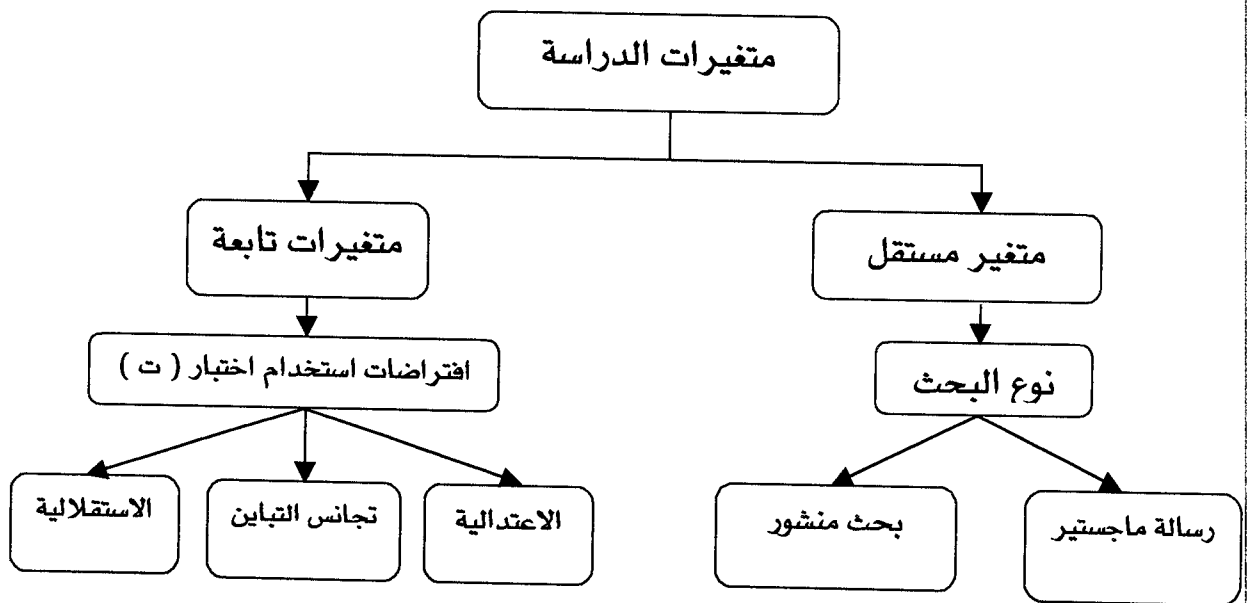 متغيرات الدراسة
متغير مستقل
متغيرات تابعة
نوع البحث
افتراضات استخدام اختبار ( ت )
رسالة ماجستير
بحث منشور
الاعتدالية
تجانس التباين
الاستقلالية